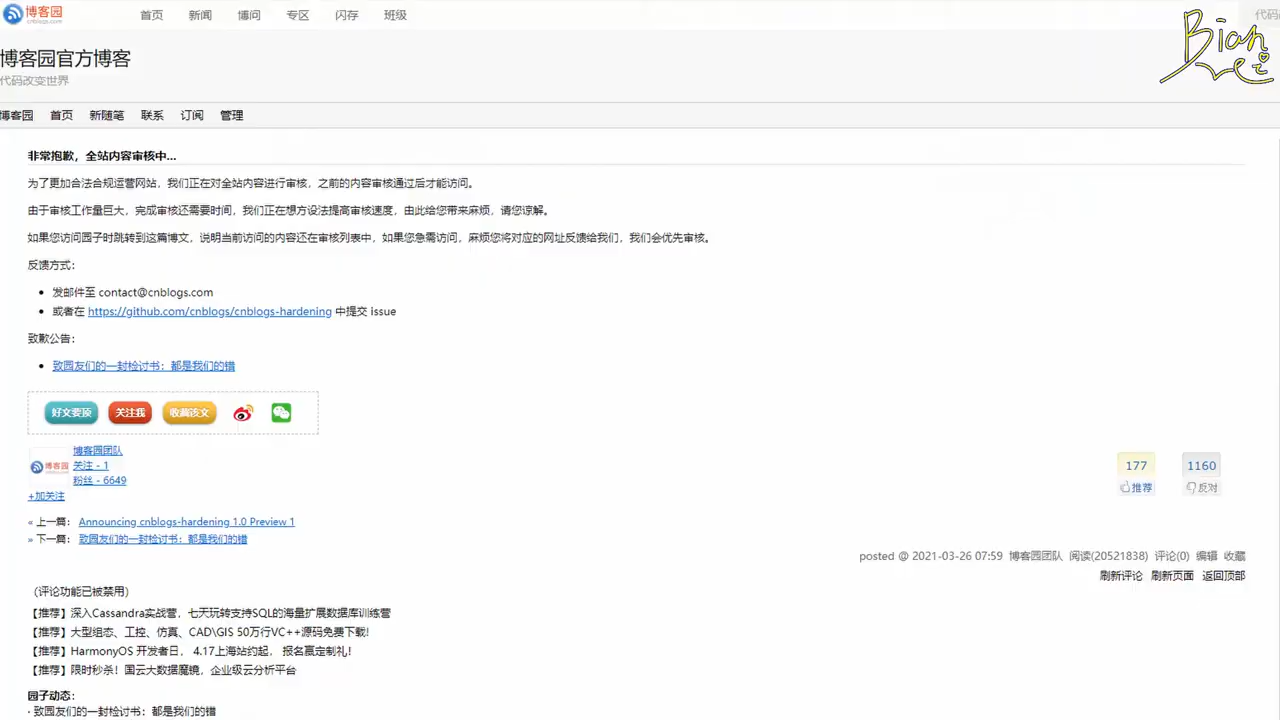 博客园
cnblogs.com
首页 新闻 博问 专区 闪存 班级
代码
Bian
博客园官方博客
代码改变世界
博客园 首页 新随笔 联系 订阅 管理
非常抱歉，全站内容审核中...
为了更加合法合规运营网站，我们正在对全站内容进行审核，之前的内容审核通过后才能访问。
由于审核工作量巨大，完成审核还需要时间，我们正在想方设法提高审核速度，由此给您带来麻烦，请您谅解。
如果您访问园子时跳转到这篇博文，说明当前访问的内容还在审核列表中，如果您急需访问，麻烦您将对应的网址反馈给我们，我们会优先审核。
反馈方式：
• 发邮件至 contact@cnblogs.com
• 或者在 https://github.com/cnblogs/cnblogs-hardening 中提交 issue
致歉公告：
• 致园友们的一封检讨书：都是我们的错
好文要顶 关注我 收藏该文
博客园
博客园团队
关注 - 1
粉丝 - 6649
+加关注
177 1160
推荐 反对
« 上一篇： Announcing cnblogs-hardening 1.0 Preview 1
» 下一篇： 致园友们的一封检讨书：都是我们的错
posted @ 2021-03-26 07:59 博客园团队 阅读(20521838) 评论(0) 编辑 收藏
刷新评论 刷新页面 返回顶部
（评论功能已被禁用）
【推荐】深入Cassandra实战营，七天玩转支持SQL的海量扩展数据库训练营
【推荐】大型组态、工控、仿真、CAD\GIS 50万行VC++源码免费下载!
【推荐】HarmonyOS 开发者日， 4.17上海站约起， 报名赢定制礼！
【推荐】限时秒杀！国云大数据魔镜，企业级云分析平台
园子动态：
· 致园友们的一封检讨书：都是我们的错